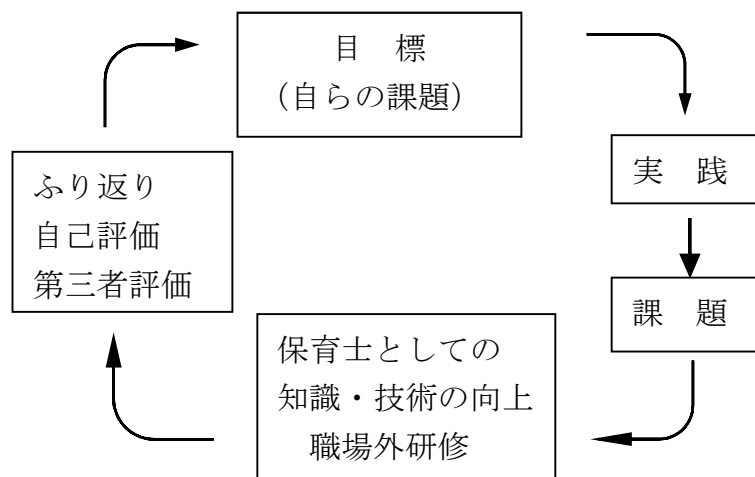 目　標
（自らの課題）
実　践
課　題
保育士としての
知識・技術の向上
職場外研修
ふり返り
自己評価
第三者評価